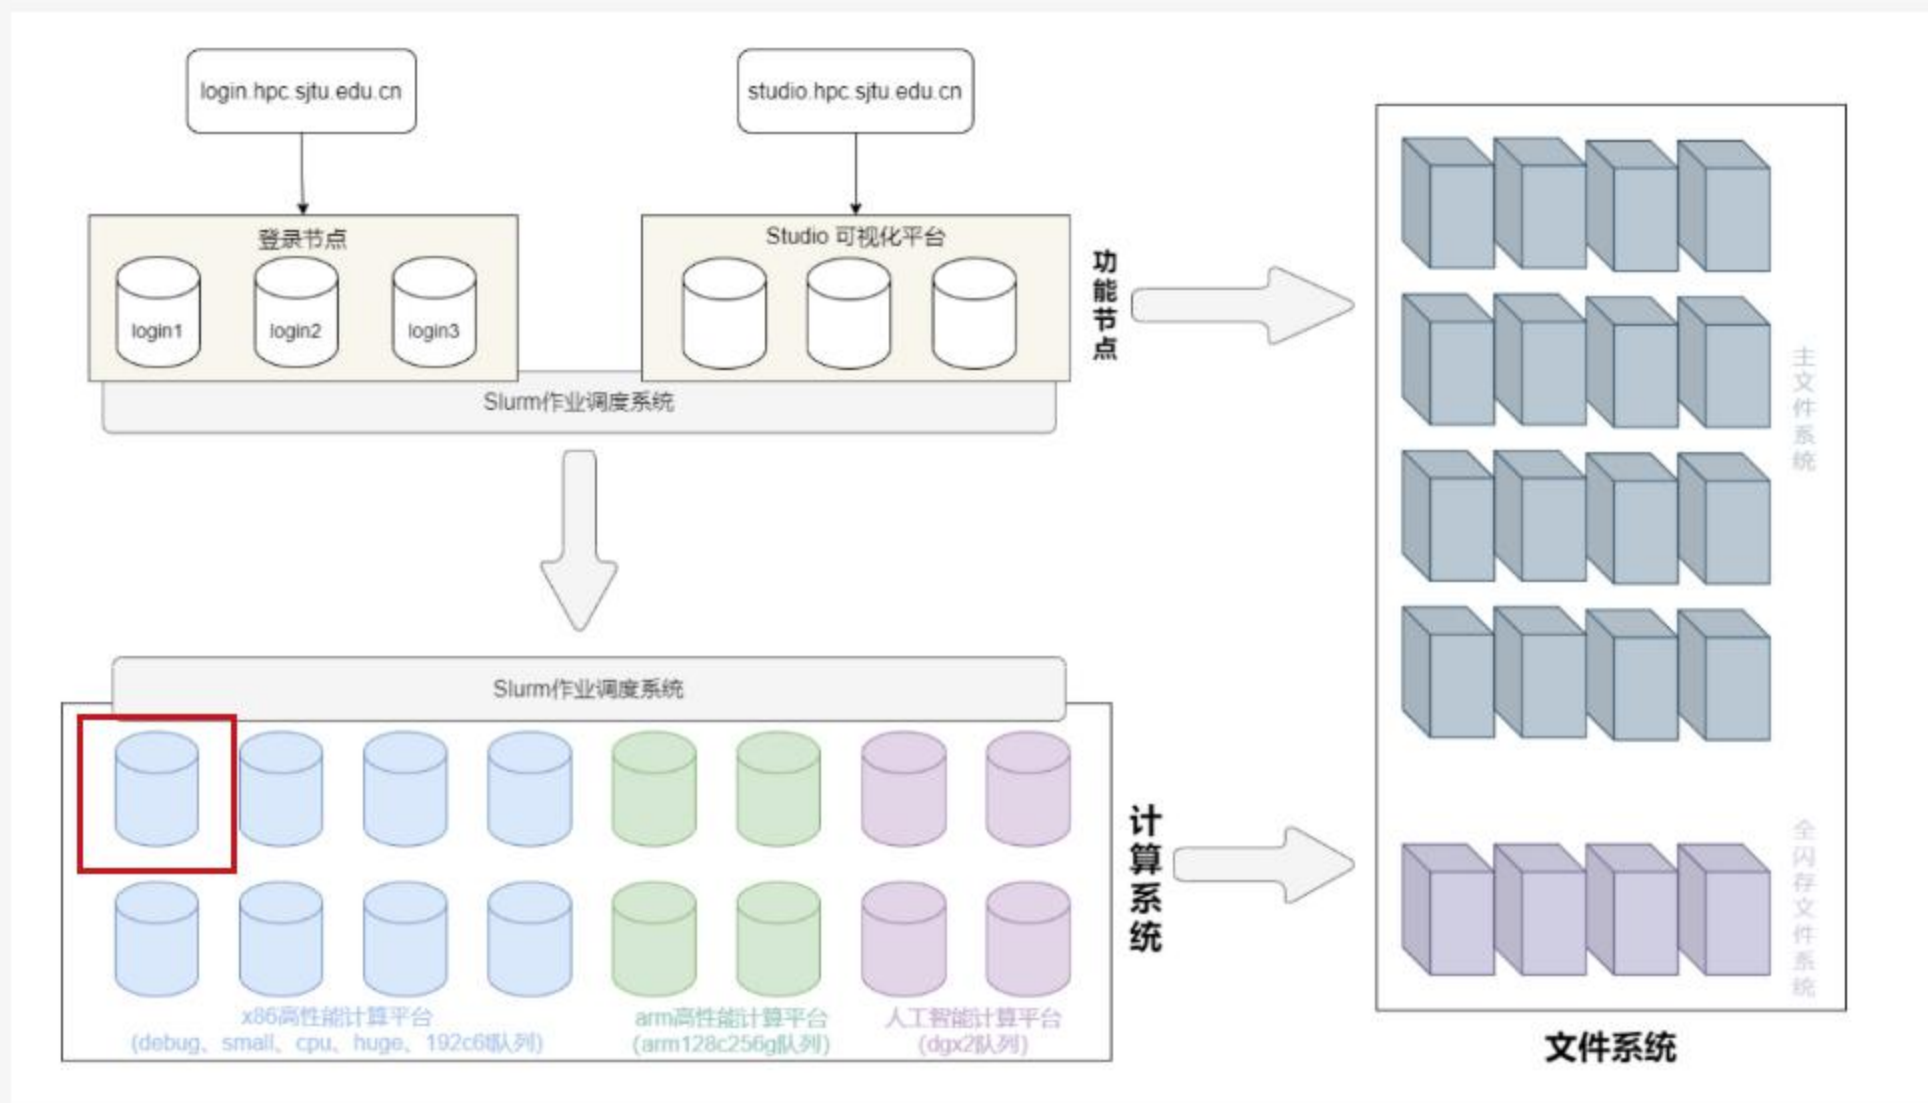 login.hpc.sjtu.edu.cn
studio.hpc.sjtu.edu.cn
登录节点
login1
login2
login3
Studio 可视化平台
功能节点
Slurm作业调度系统
主文件系统
Slurm作业调度系统
计算系统
x86高性能计算平台
(debug、small、cpu、huge、192c6t队列)
arm高性能计算平台
(arm128c256g队列)
人工智能计算平台
(dgx2队列)
全闪存文件系统
文件系统